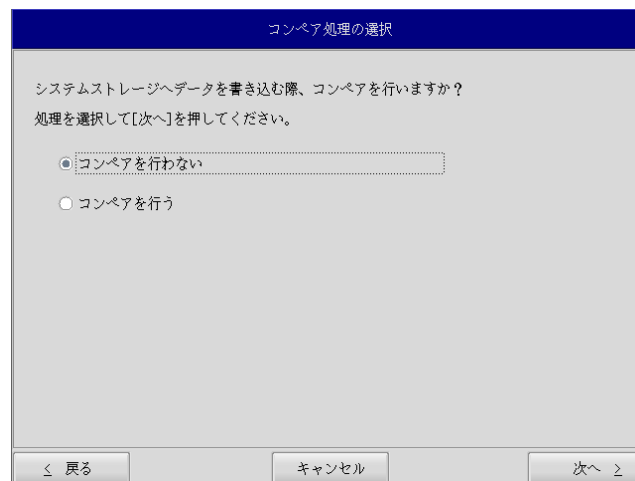 コンペア処理の選択
システムストレージへデータを書き込む際、コンペアを行いますか？
処理を選択して[次へ]を押してください。
コンペアを行わない
コンペアを行う
< 戻る
キャンセル
次へ >